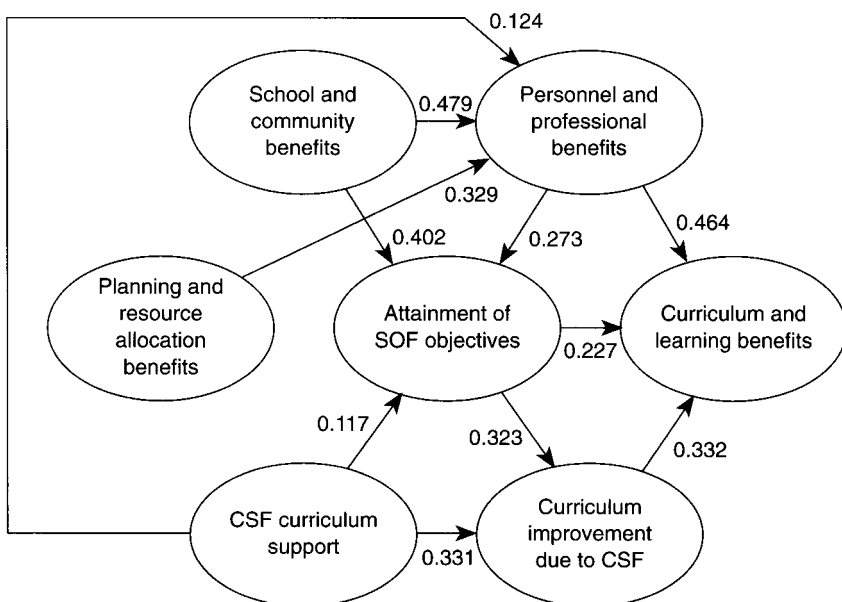 0.124
School and
community
benefits
0.479
Personnel and
professional
benefits
0.329
0.402
0.273
0.464
Planning and
resource
allocation
benefits
Attainment of
SOF objectives
0.227
Curriculum and
learning benefits
0.117
0.323
0.332
CSF curriculum
support
0.331
Curriculum
improvement
due to CSF